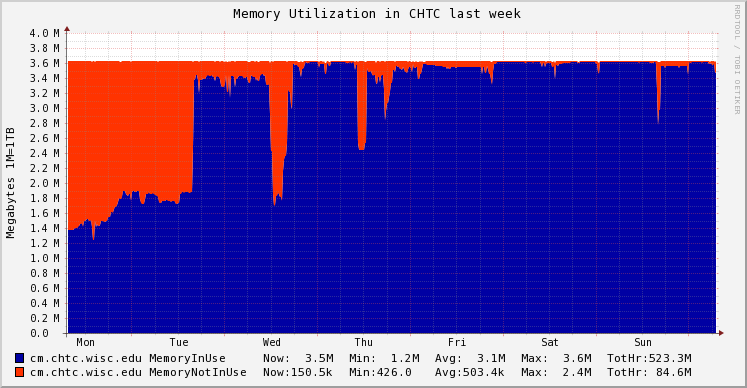 Memory Utilization in CHTC last week
RRDTOOL / TOBI OETIKER
Megabytes 1M=1TB
4.0 M
3.8 M
3.6 M
3.4 M
3.2 M
3.0 M
2.8 M
2.6 M
2.4 M
2.2 M
2.0 M
1.8 M
1.6 M
1.4 M
1.2 M
1.0 M
0.8 M
0.6 M
0.4 M
0.2 M
0.0
Mon Tue Wed Thu Fri Sat Sun
cm.chtc.wisc.edu MemoryInUse Now: 3.5M Min: 1.2M Avg: 3.1M Max: 3.6M TotHr:523.3M
cm.chtc.wisc.edu MemoryNotInUse Now:150.5k Min:426.0 Avg:503.4k Max: 2.4M TotHr: 84.6M